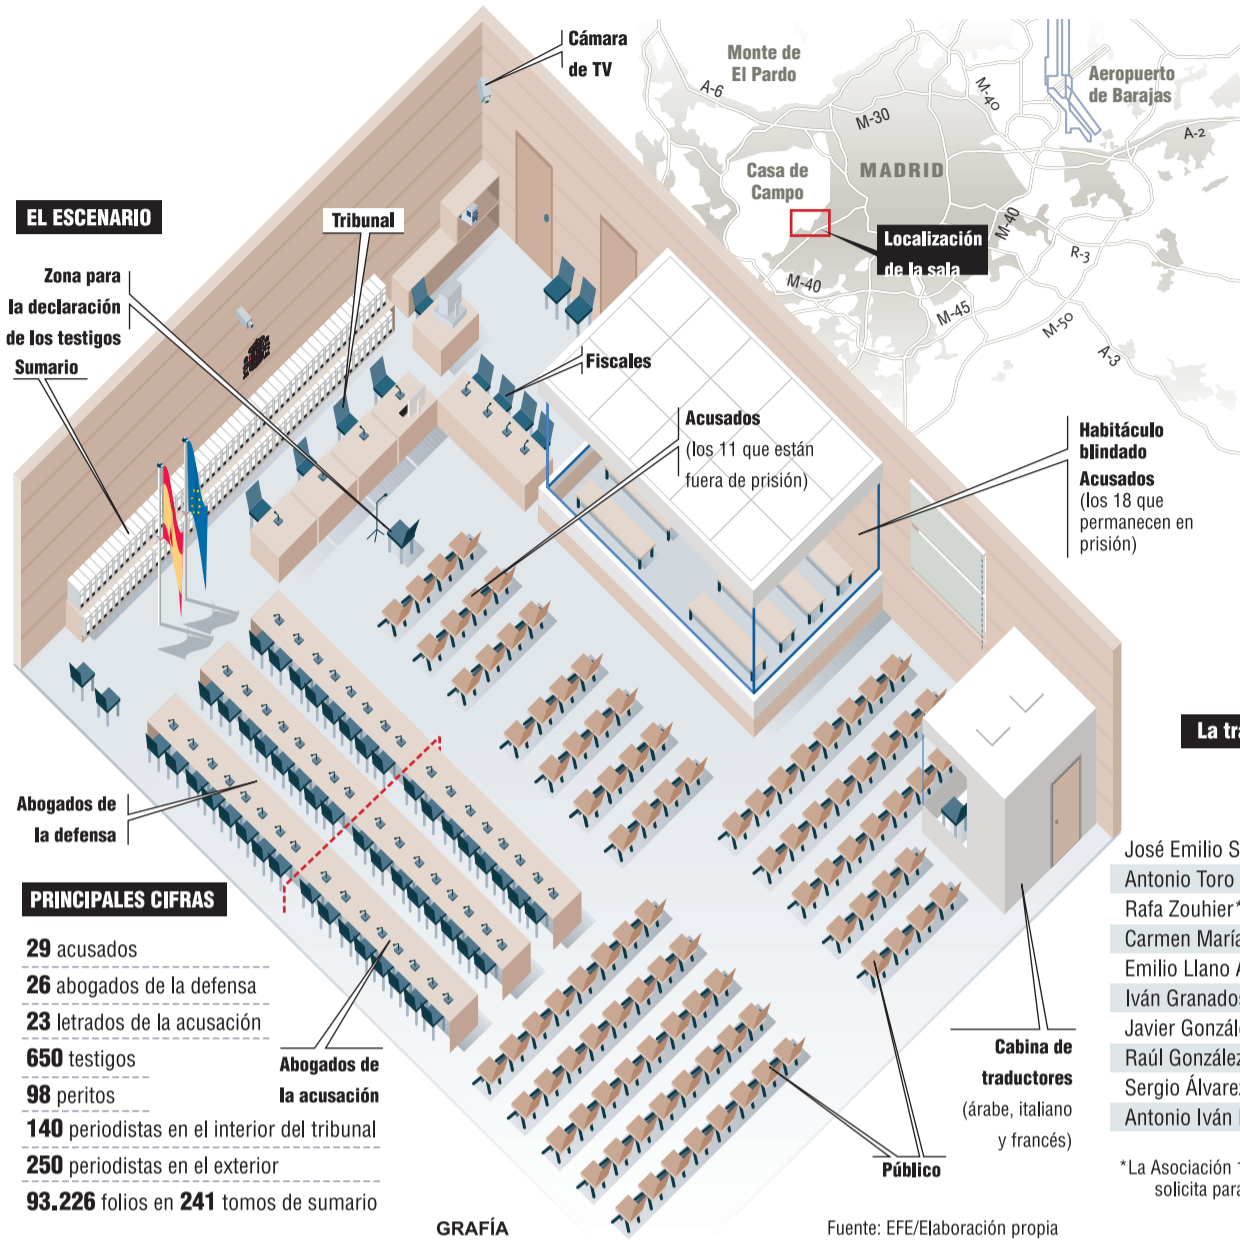 Cámara
de TV
Monte de
El Pardo
Aeropuerto
de Barajas
A-6
M-30
M-40
A-2
MADRID
Casa de
Campo
Localización
de la sala
M-40
R-3
M-40
M-45
M-50
A-3
EL ESCENARIO
Tribunal
Zona para
la declaración
de los testigos
Sumario
Fiscales
Acusados
(los 11 que están
fuera de prisión)
Habitáculo
blindado
Acusados
(los 18 que
permanecen en
prisión)
Abogados de
la defensa
PRINCIPALES CIFRAS
29 acusados
26 abogados de la defensa
23 letrados de la acusación
650 testigos
98 peritos
140 periodistas en el interior del tribunal
250 periodistas en el exterior
93.226 folios en 241 tomos de sumario
Abogados de
la acusación
Público
Cabina de
traductores
(árabe, italiano
y francés)
La tra
José Emilio S
Antonio Toro
Rafa Zouhier*
Carmen María
Emilio Llano Á
Iván Granados
Javier Gonzále
Raúl González
Sergio Álvarez
Antonio Iván
*La Asociación 1
solicita para
GRAFÍA
Fuente: EFE/Elaboración propia